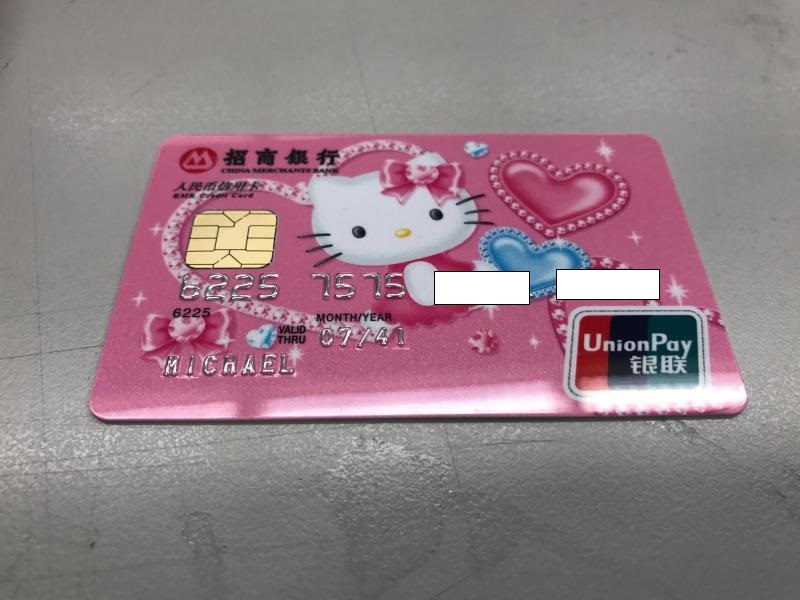 招商銀行
CHINA MERCHANTS BANK
人民币信用卡
RMB Credit Card
6225 7575
6225
MONTH/YEAR
VALID THRU 07/41
MICHAEL
UnionPay
银联